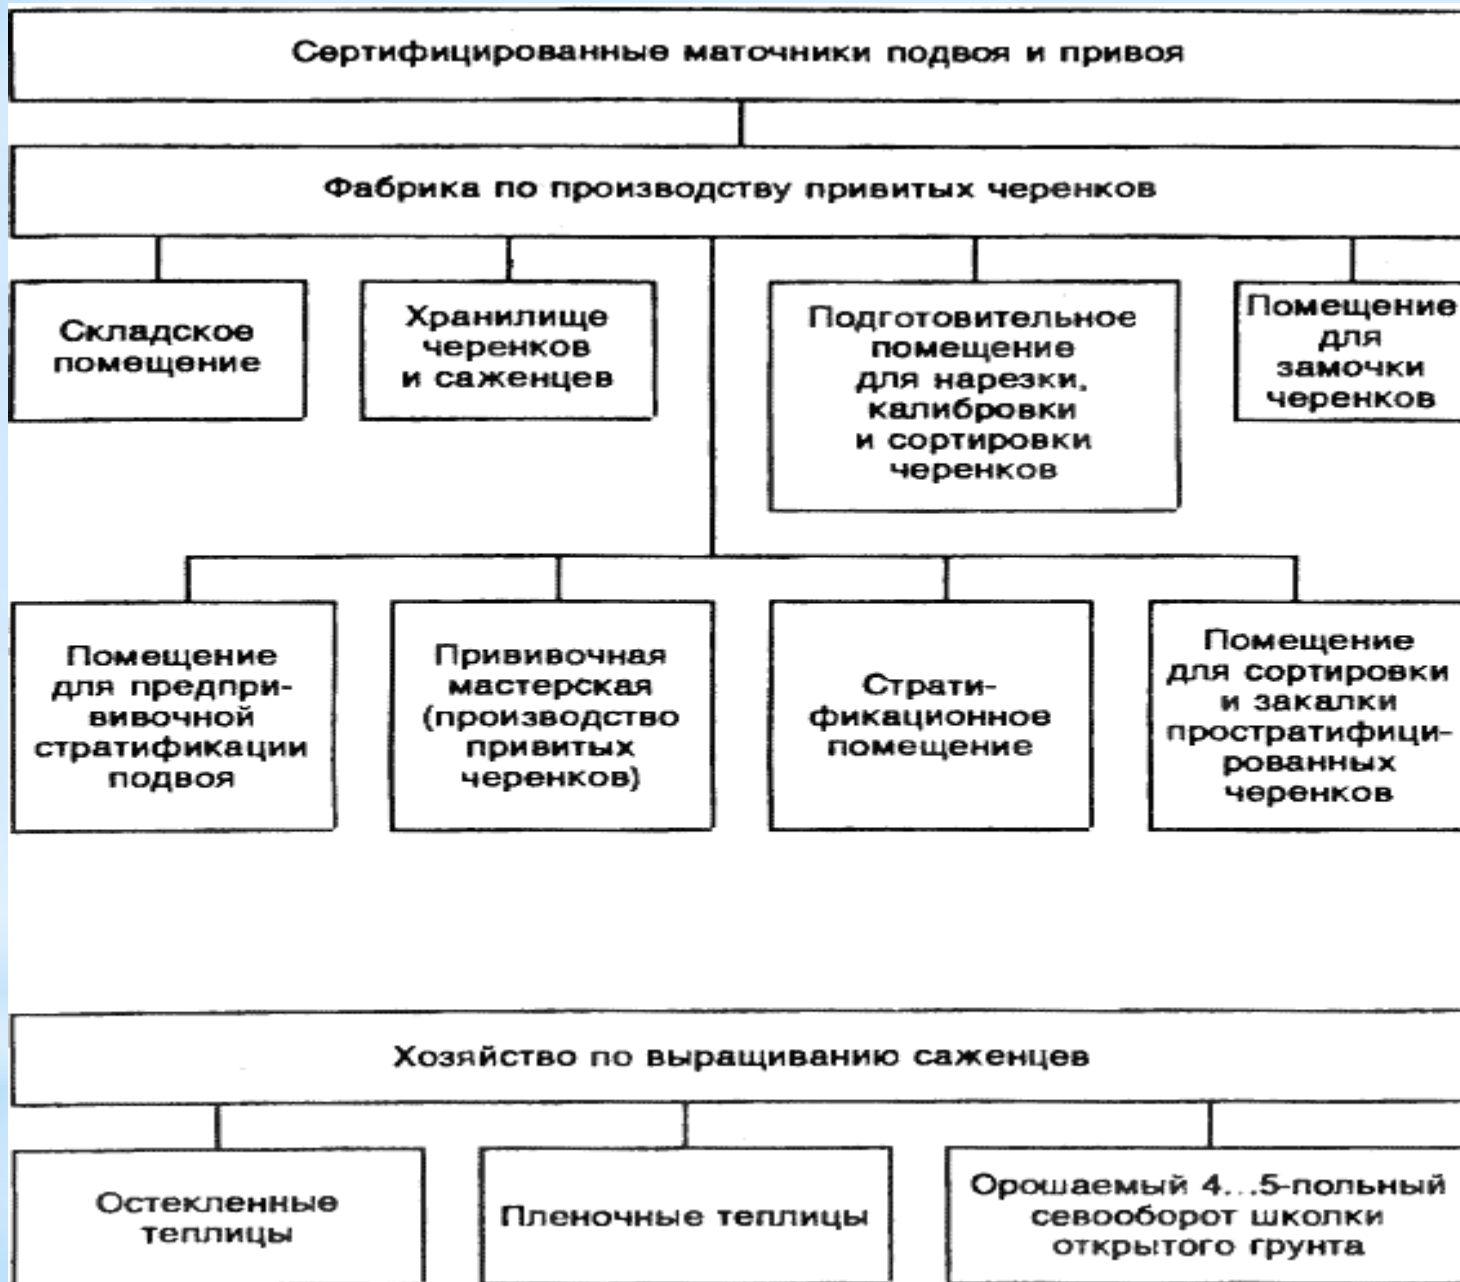 Сертифицированные маточники подвоя и привоя
Фабрика по производству привитых черенков
Складское
помещение
Хранилище
черенков
и саженцев
Подготовительное
помещение
для нарезки,
калибровки
и сортировки
черенков
Помещение
для
замочки
черенков
Помещение
для предпри-
вивочной
стратификации
подвоя
Прививочная
мастерская
(производство
привитых
черенков)
Страти-
фикационное
помещение
Помещение
для сортировки
и закалки
простратифици-
рованных
черенков
Хозяйство по выращиванию саженцев
Остекленные
теплицы
Пленочные теплицы
Орошаемый 4...5-польный
севооборот школки
открытого грунта